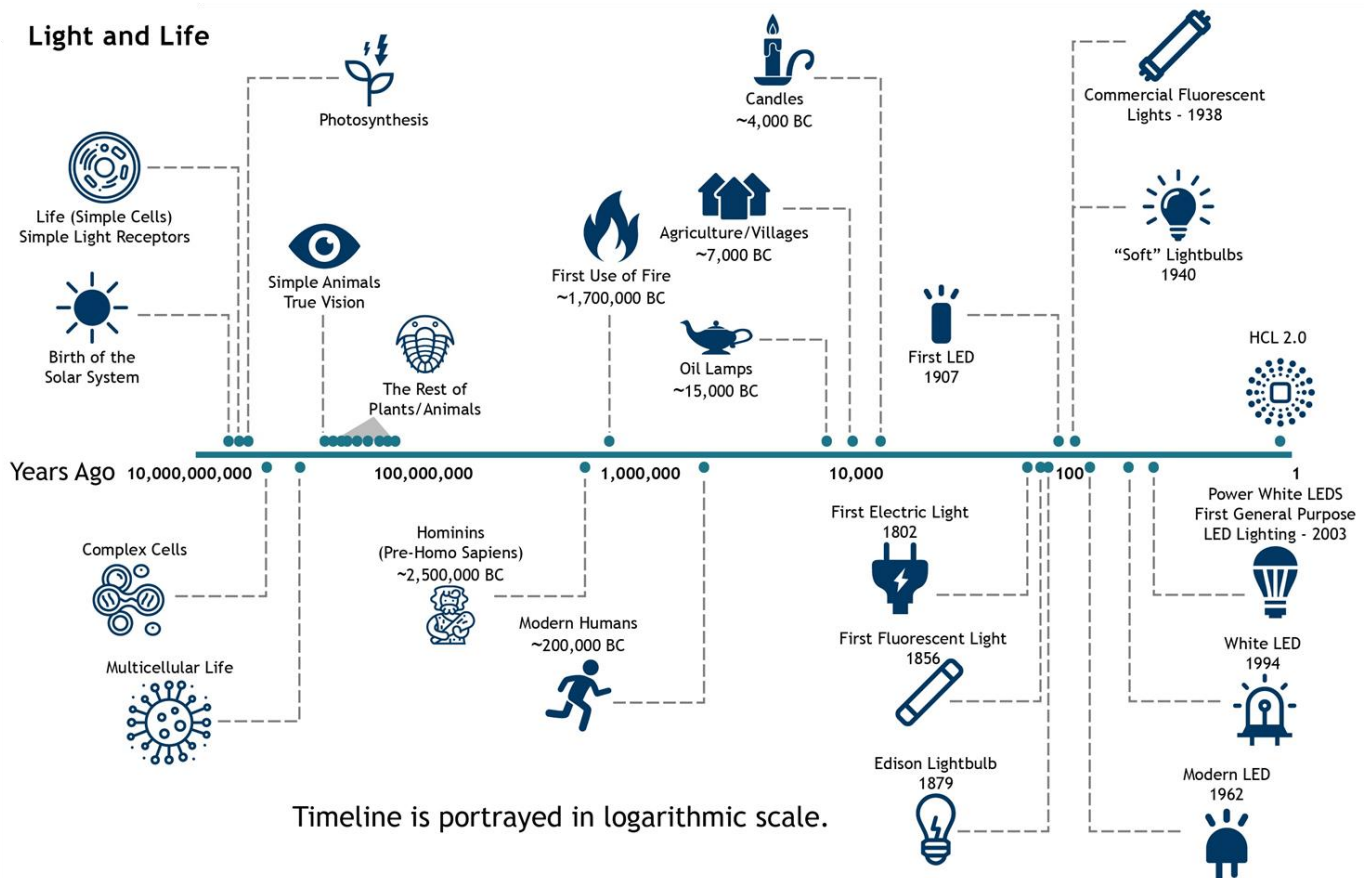 Light and Life
Photosynthesis
Life (Simple Cells)
Simple Light Receptors
Birth of the
Solar System
Simple Animals
True Vision
The Rest of
Plants/Animals
First Use of Fire
~1,700,000 BC
Candles
~4,000 BC
Agriculture/Villages
~7,000 BC
Oil Lamps
~15,000 BC
First LED
1907
Commercial Fluorescent
Lights - 1938
“Soft” Lightbulbs
1940
HCL 2.0
Years Ago 10,000,000,000 100,000,000 1,000,000 10,000 100 1
Complex Cells
Multicellular Life
Hominins
(Pre-Homo Sapiens)
~2,500,000 BC
Modern Humans
~200,000 BC
First Electric Light
1802
First Fluorescent Light
1856
Edison Lightbulb
1879
Power White LEDS
First General Purpose
LED Lighting - 2003
White LED
1994
Modern LED
1962
Timeline is portrayed in logarithmic scale.